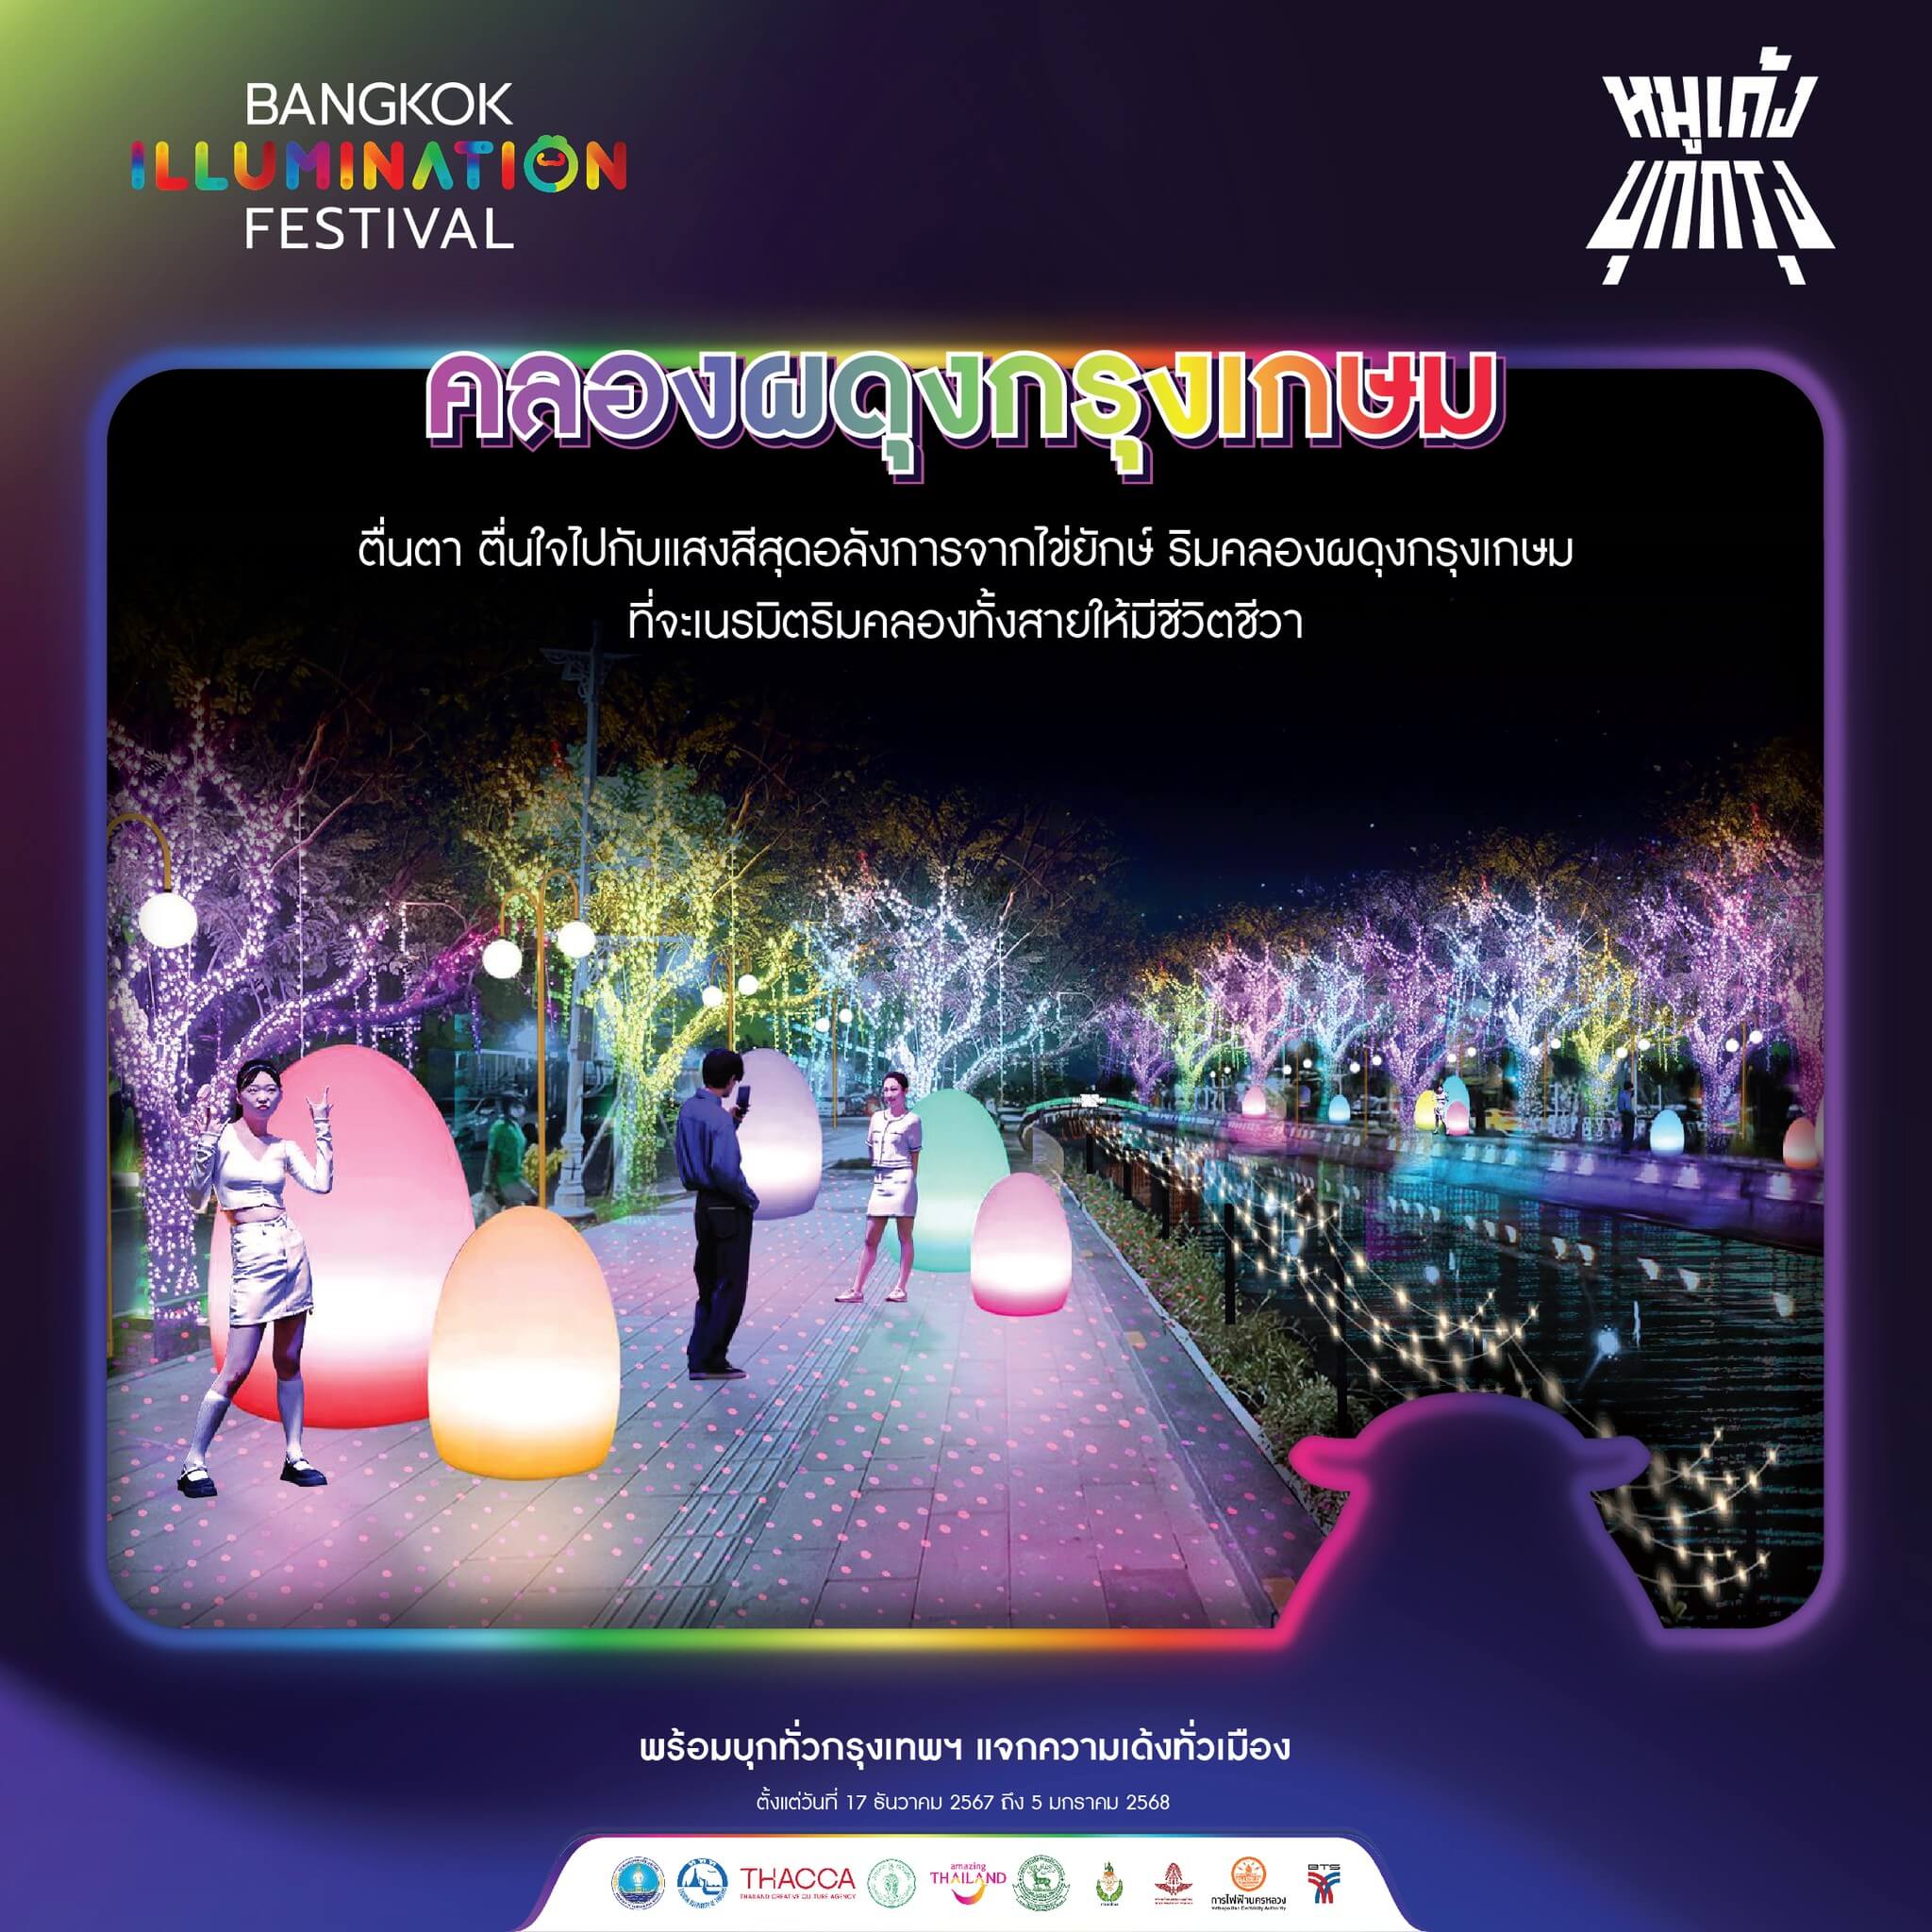 BANGKOK
ILLUMINATION
FESTIVAL
หมูเด้ง
บุกกรุง
คลองผดุงกรุงเกษม
ตื่นตา ตื่นใจไปกับแสงสีสุดอลังการจากไข่ยักษ์ ริมคลองผดุงกรุงเกษม
ที่จะเนรมิตริมคลองทั้งสายให้มีชีวิตชีวา
พร้อมบุกทั่วกรุงเทพฯ แจกความเด้งทั่วเมือง
ตั้งแต่วันที่ 17 ธันวาคม 2567 ถึง 5 มกราคม 2568
THACCA
THAILAND CREATIVE CULTURE AGENCY
amazing
THAILAND
การไฟฟ้านครหลวง
Metropolitan Electricity Authority
BTS